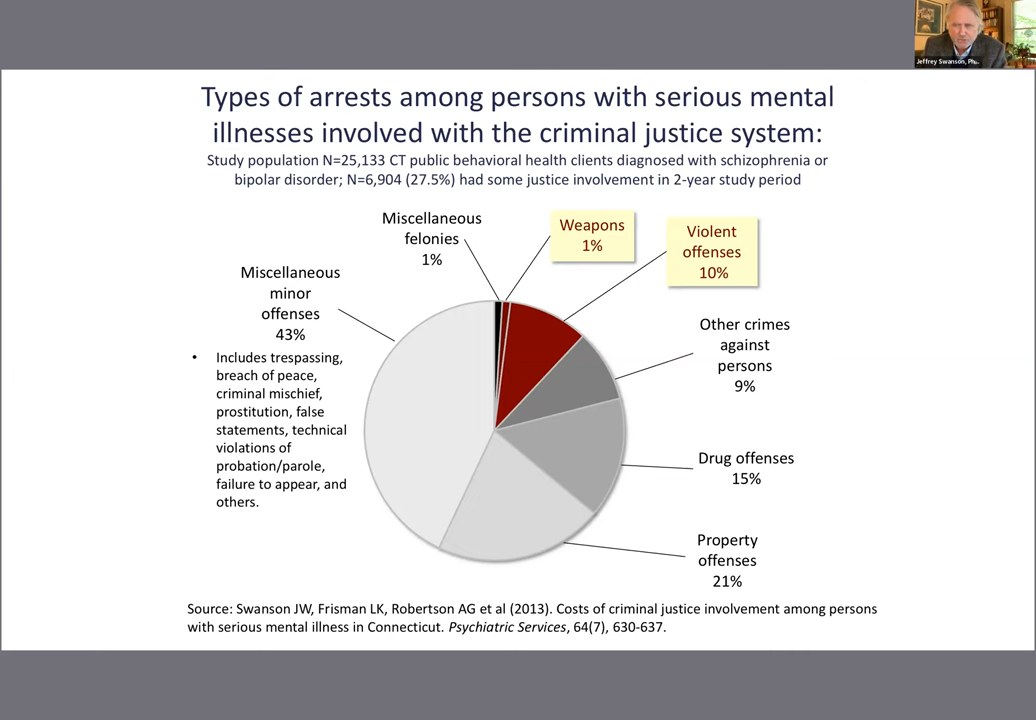 Jeffrey Swanson, Ph...
Types of arrests among persons with serious mental
illnesses involved with the criminal justice system:
Study population N=25,133 CT public behavioral health clients diagnosed with schizophrenia or
bipolar disorder; N=6,904 (27.5%) had some justice involvement in 2-year study period
Miscellaneous
felonies
1%
Weapons
1%
Violent
offenses
10%
Miscellaneous
minor
offenses
43%
• Includes trespassing,
breach of peace,
criminal mischief,
prostitution, false
statements, technical
violations of
probation/parole,
failure to appear, and
others.
Other crimes
against
persons
9%
Drug offenses
15%
Property
offenses
21%
Source: Swanson JW, Frisman LK, Robertson AG et al (2013). Costs of criminal justice involvement among persons
with serious mental illness in Connecticut. Psychiatric Services, 64(7), 630-637.